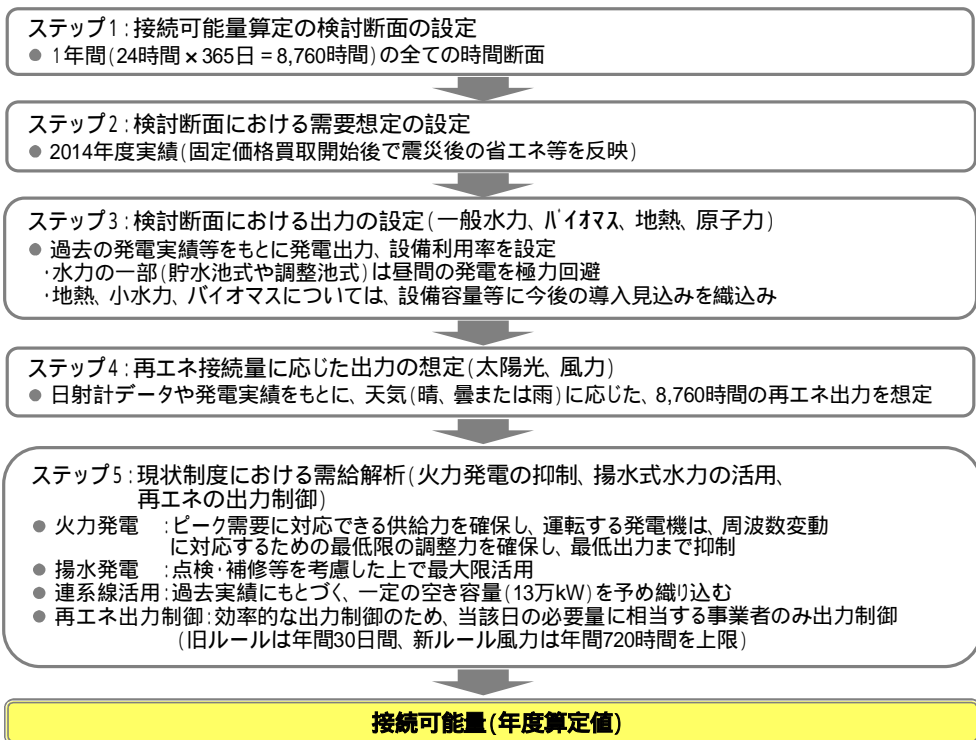 ステップ1:接続可能量算定の検討断面の設定
● 1年間(24時間×365日=8,760時間)の全ての時間断面
ステップ2:検討断面における需要想定の設定
● 2014年度実績(固定価格買取開始後で震災後の省エネ等を反映)
ステップ3:検討断面における出力の設定(一般水力、バイオマス、地熱、原子力)
● 過去の発電実績等をもとに発電出力、設備利用率を設定
・水力の一部(貯水池式や調整池式)は昼間の発電を極力回避
・地熱、小水力、バイオマスについては、設備容量等に今後の導入見込みを織込み
ステップ4:再エネ接続量に応じた出力の想定(太陽光、風力)
● 日射計データや発電実績をもとに、天気(晴、曇または雨)に応じた、8,760時間の再エネ出力を想定
ステップ5:現状制度における需給解析(火力発電の抑制、揚水式水力の活用、
再エネの出力制御)
● 火力発電 :ピーク需要に対応できる供給力を確保し、運転する発電機は、周波数変動
に対応するための最低限の調整力を確保し、最低出力まで抑制
● 揚水発電 :点検・補修等を考慮した上で最大限活用
● 連系線活用:過去実績にもとづく、一定の空き容量(13万kW)を予め織り込む
● 再エネ出力制御:効率的な出力制御のため、当該日の必要量に相当する事業者のみ出力制御
(旧ルールは年間30日間、新ルール風力は年間720時間を上限)
接続可能量(年度算定値)